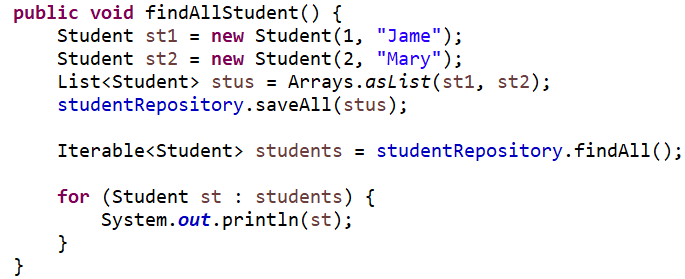 public void findAllStudent() {
    Student st1 = new Student(1, "Jame");
    Student st2 = new Student(2, "Mary");
    List<Student> stus = Arrays.asList(st1, st2);
    studentRepository.saveAll(stus);

    Iterable<Student> students = studentRepository.findAll();

    for (Student st : students) {
        System.out.println(st);
    }
}